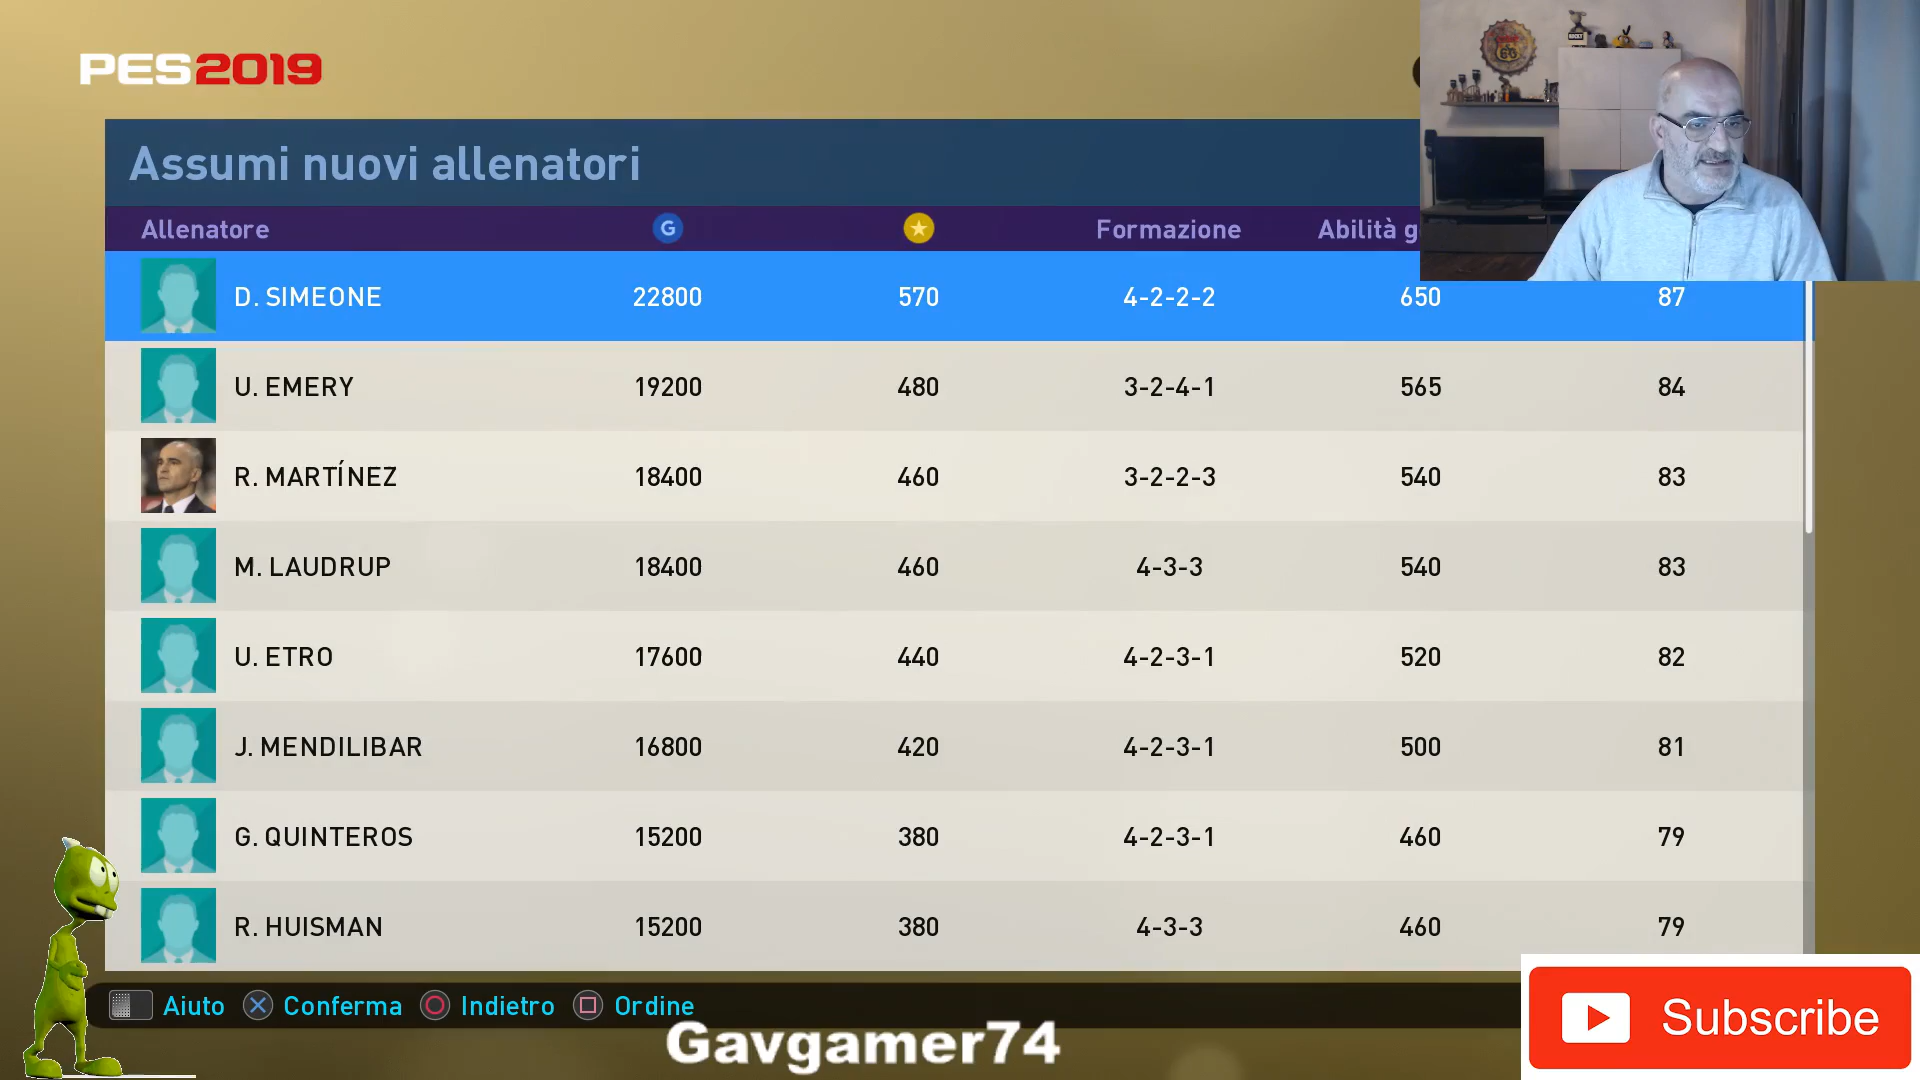 PES2019
Assumi nuovi allenatori
Allenatore G Formazione Abilità g
D. SIMEONE 22800 570 4-2-2-2 650 87
U. EMERY 19200 480 3-2-4-1 565 84
R. MARTÍNEZ 18400 460 3-2-2-3 540 83
M. LAUDRUP 18400 460 4-3-3 540 83
U. ETRO 17600 440 4-2-3-1 520 82
J. MENDILIBAR 16800 420 4-2-3-1 500 81
G. QUINTEROS 15200 380 4-2-3-1 460 79
R. HUISMAN 15200 380 4-3-3 460 79
Aiuto Conferma Indietro Ordine
Gavgamer74
Subscribe